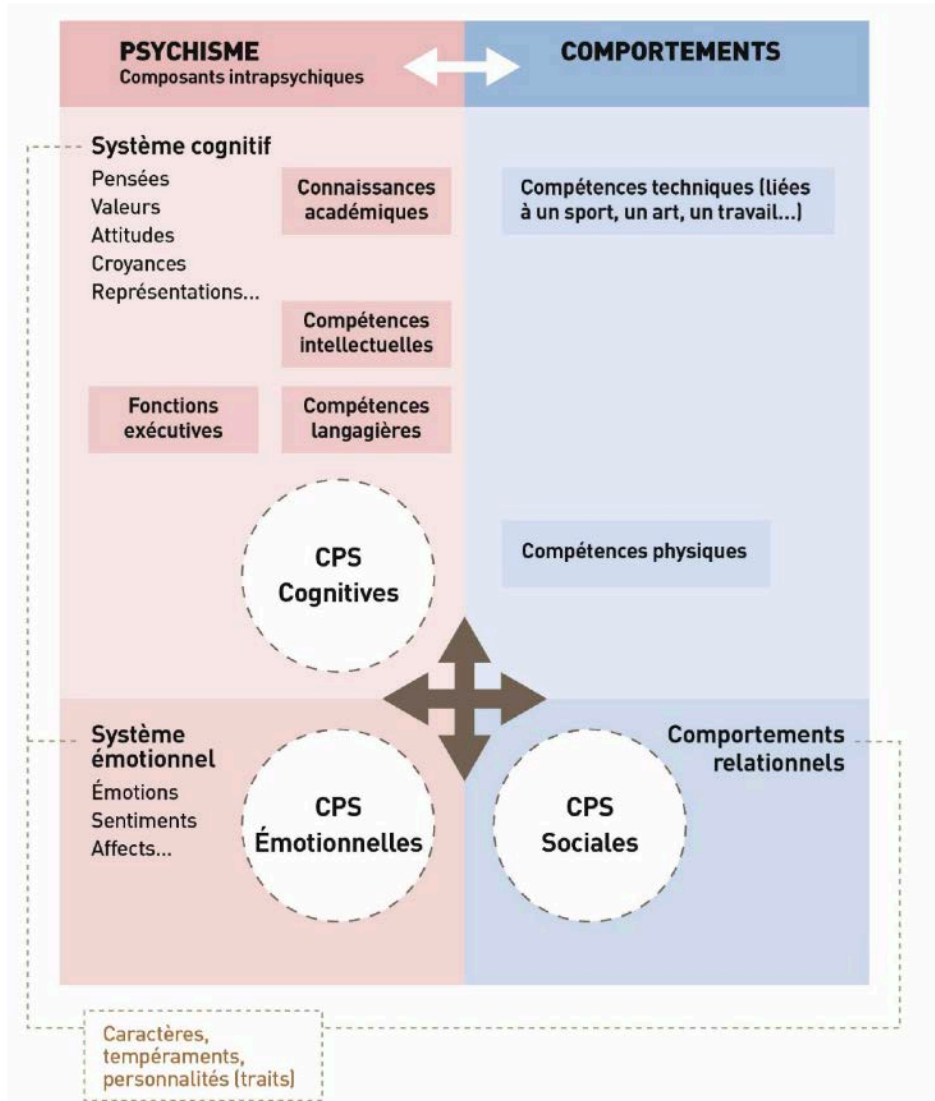 PSYCHISME
Composants intrapsychiques
COMPORTEMENTS
Système cognitif
Pensées
Valeurs
Attitudes
Croyances
Représentations...
Connaissances
académiques
Compétences
intellectuelles
Fonctions
exécutives
Compétences
langagières
CPS
Cognitives
Compétences techniques (liées
à un sport, un art, un travail...)
Compétences physiques
Système
émotionnel
Émotions
Sentiments
Affects...
CPS
Émotionnelles
CPS
Sociales
Comportements
relationnels
Caractères,
tempéraments,
personnalités (traits)